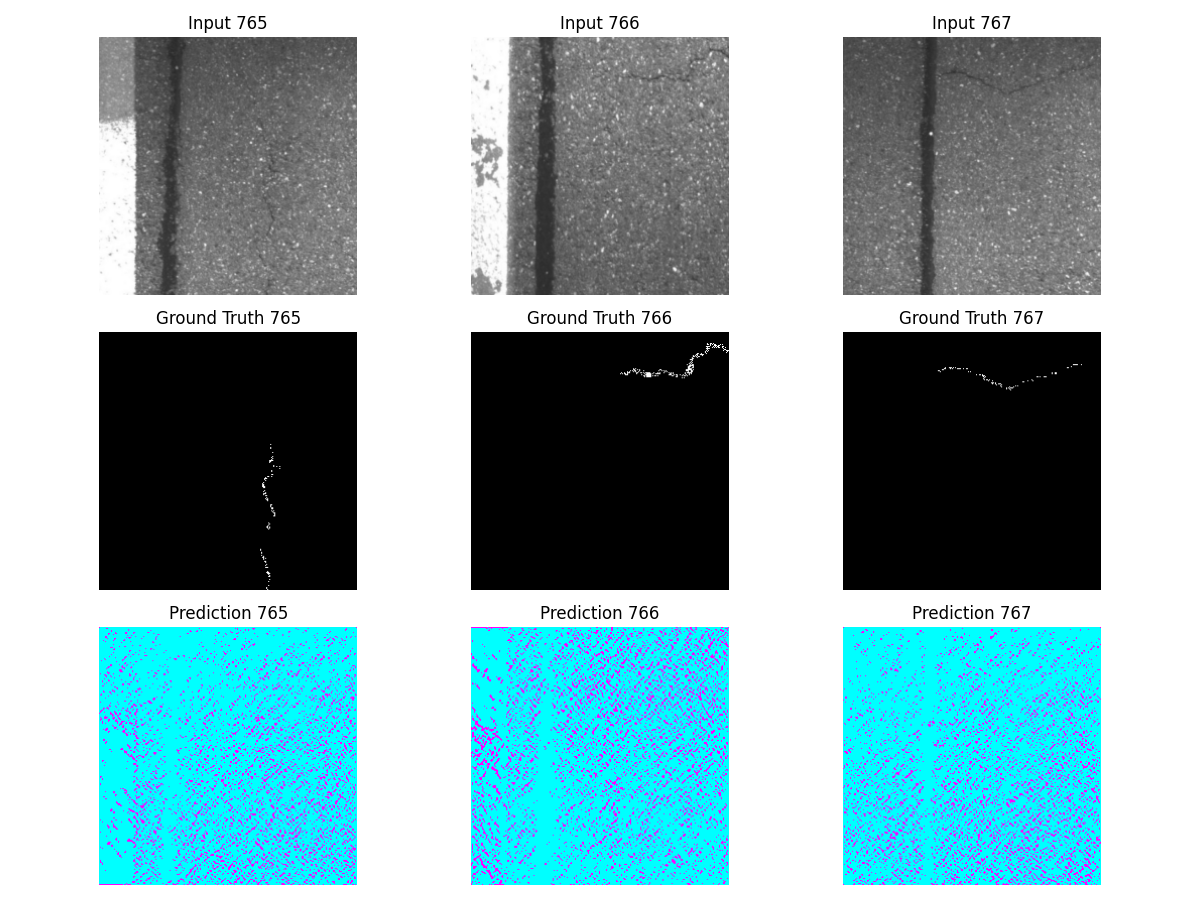 Input 765
Input 766
Input 767
Ground Truth 765
Ground Truth 766
Ground Truth 767
Prediction 765
Prediction 766
Prediction 767